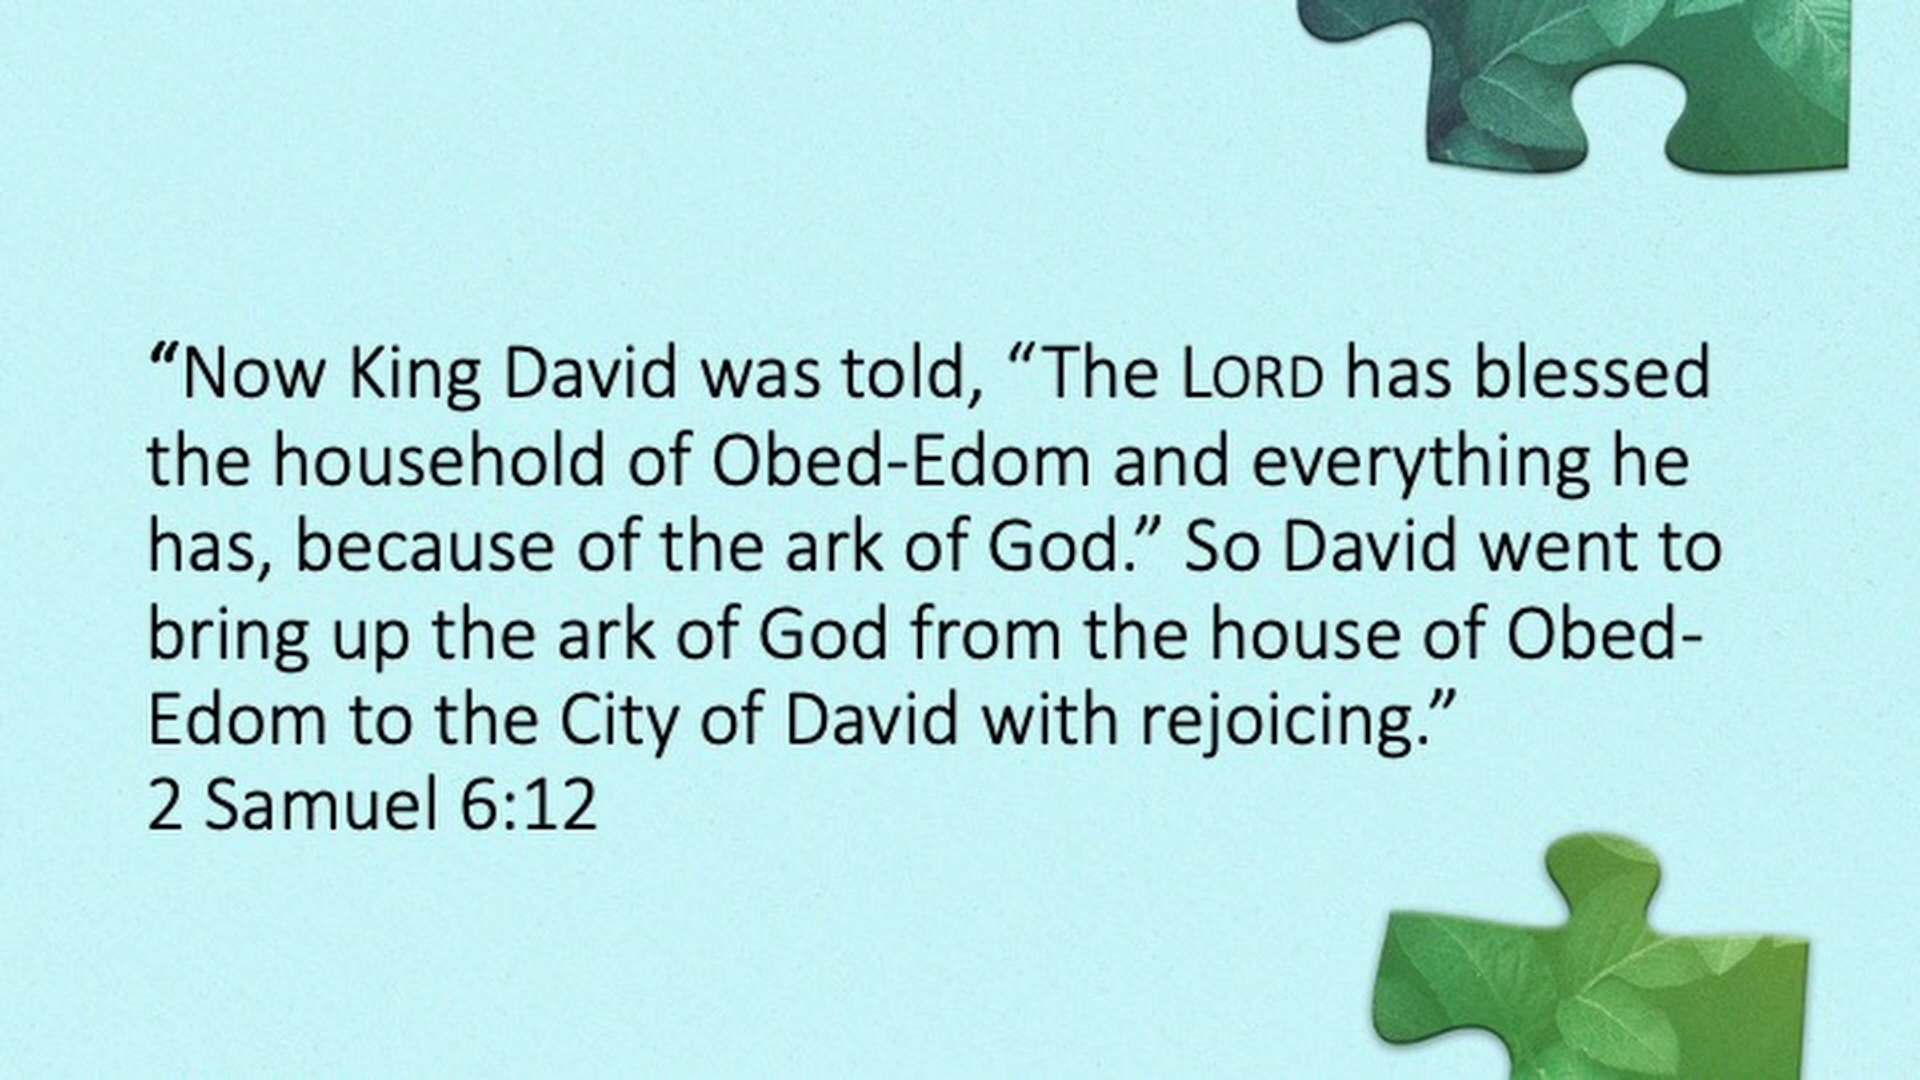 “Now King David was told, “The LORD has blessed
the household of Obed-Edom and everything he
has, because of the ark of God.” So David went to
bring up the ark of God from the house of Obed-
Edom to the City of David with rejoicing.”
2 Samuel 6:12